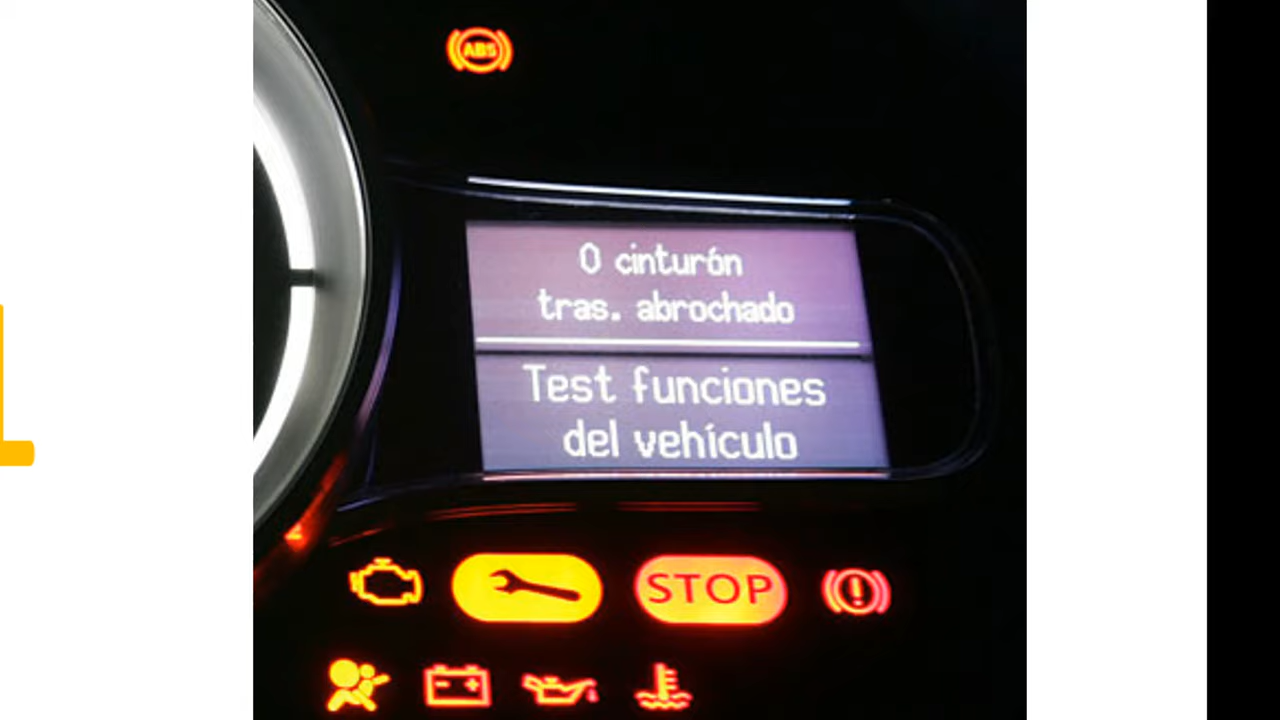 ABS
0 cinturón
tras. abrochado
Test funciones
del vehículo
STOP